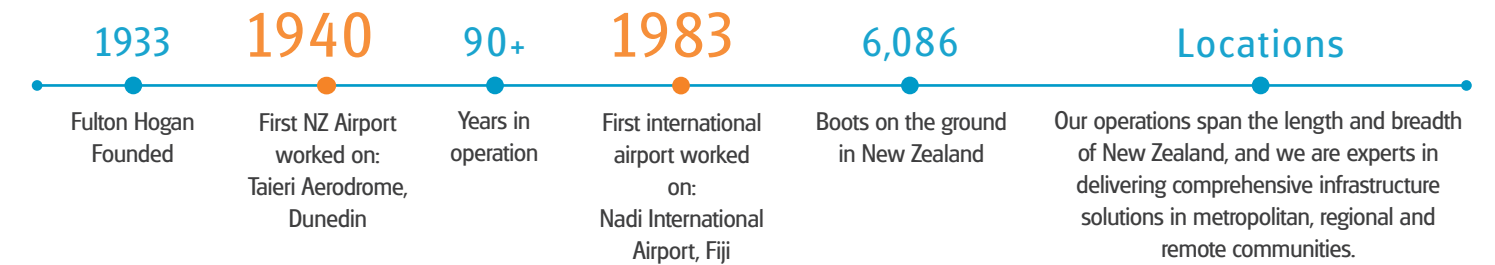 1933
Fulton Hogan
Founded
1940
First NZ Airport
worked on:
Taieri Aerodrome,
Dunedin
90+
Years in
operation
1983
First international
airport worked
on:
Nadi International
Airport, Fiji
6,086
Boots on the ground
in New Zealand
Locations
Our operations span the length and breadth
of New Zealand, and we are experts in
delivering comprehensive infrastructure
solutions in metropolitan, regional and
remote communities.